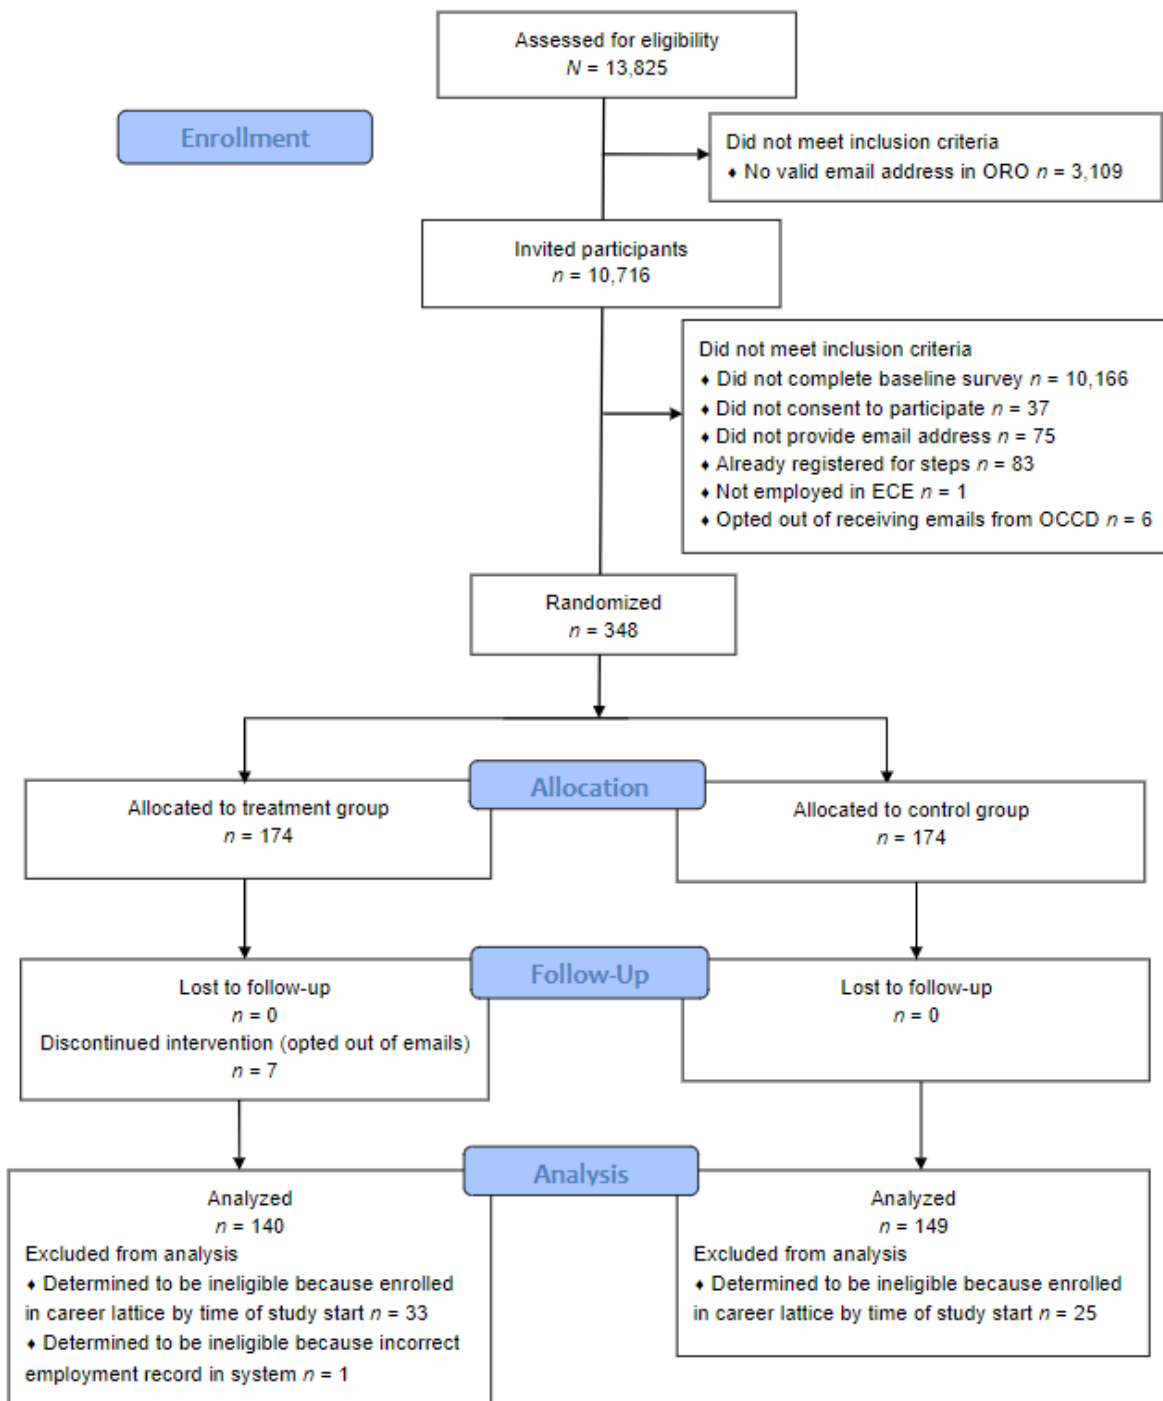 Assessed for eligibility
N = 13,825
Enrollment
Did not meet inclusion criteria
♦ No valid email address in ORO n = 3,109
Invited participants
n = 10,716
Did not meet inclusion criteria
♦ Did not complete baseline survey n = 10,166
♦ Did not consent to participate n = 37
♦ Did not provide email address n = 75
♦ Already registered for steps n = 83
♦ Not employed in ECE n = 1
♦ Opted out of receiving emails from OCCD n = 6
Randomized
n = 348
Allocation
Allocated to treatment group
n = 174
Allocated to control group
n = 174
Follow-Up
Lost to follow-up
n = 0
Discontinued intervention (opted out of emails)
n = 7
Lost to follow-up
n = 0
Analysis
Analyzed
n = 140
Excluded from analysis
♦ Determined to be ineligible because enrolled
in career lattice by time of study start n = 33
♦ Determined to be ineligible because incorrect
employment record in system n = 1
Analyzed
n = 149
Excluded from analysis
♦ Determined to be ineligible because enrolled
in career lattice by time of study start n = 25